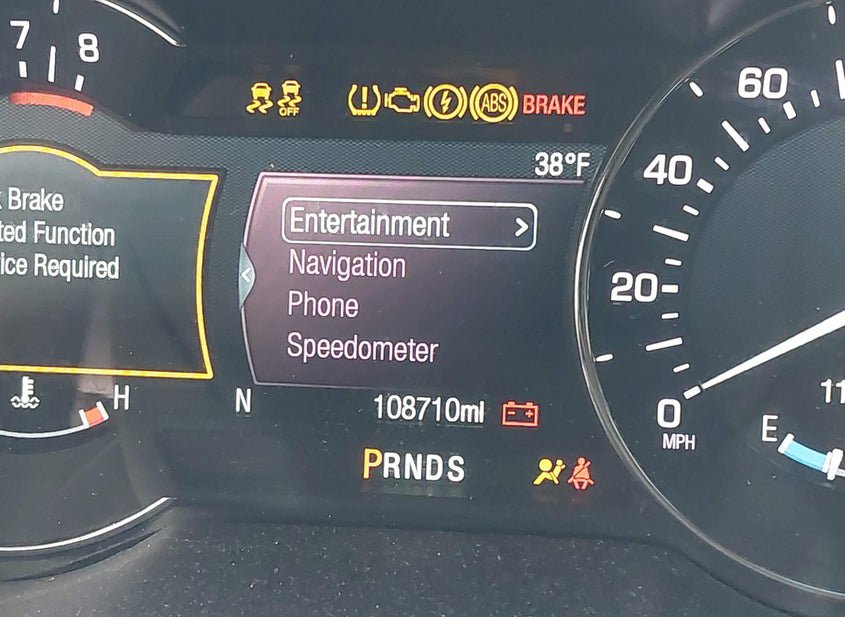 7 8
OFF
ABS
BRAKE
38°F
Brake
ted Function
ice Required
Entertainment >
Navigation
Phone
Speedometer
H
N
108710mi
PRNDS
60
40
20
0
MPH
E
11